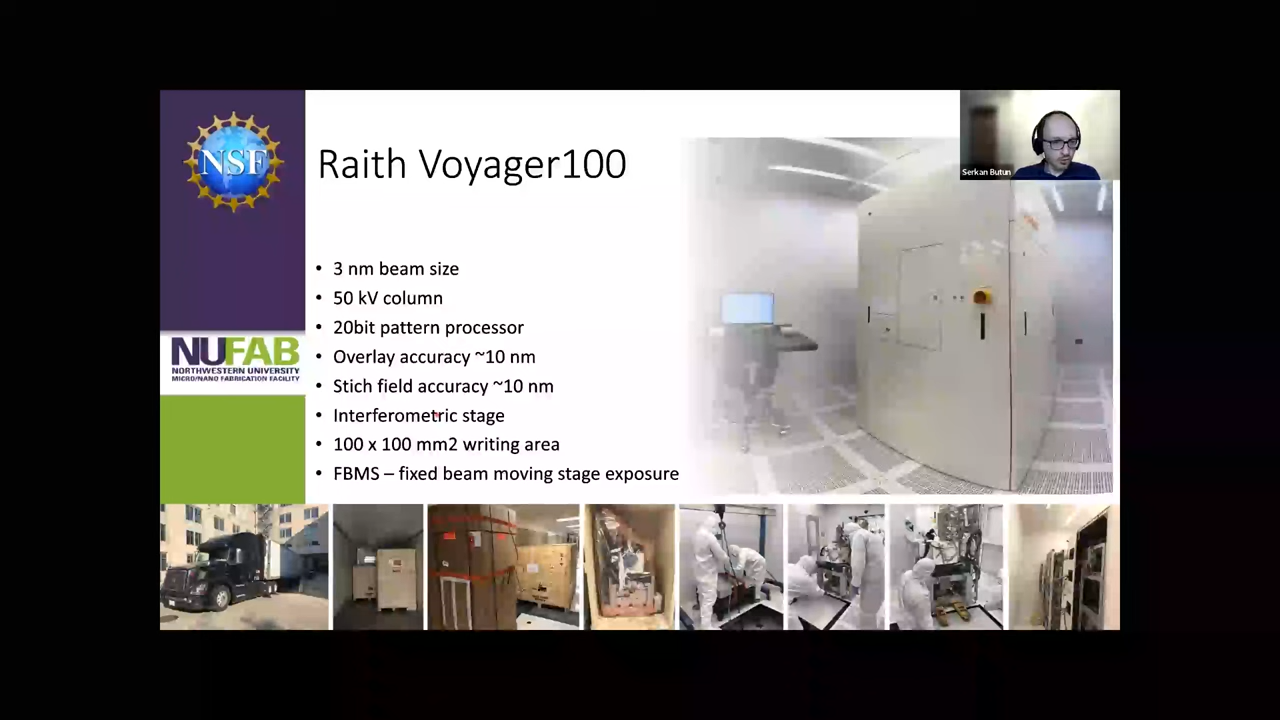 NSF
Raith Voyager100
Serkan Butun
• 3 nm beam size
• 50 kV column
• 20bit pattern processor
• Overlay accuracy ~10 nm
• Stich field accuracy ~10 nm
• Interferometric stage
• 100 x 100 mm2 writing area
• FBMS – fixed beam moving stage exposure
NUFAB
NORTHWESTERN UNIVERSITY
MICRO/NANO FABRICATION FACILITY